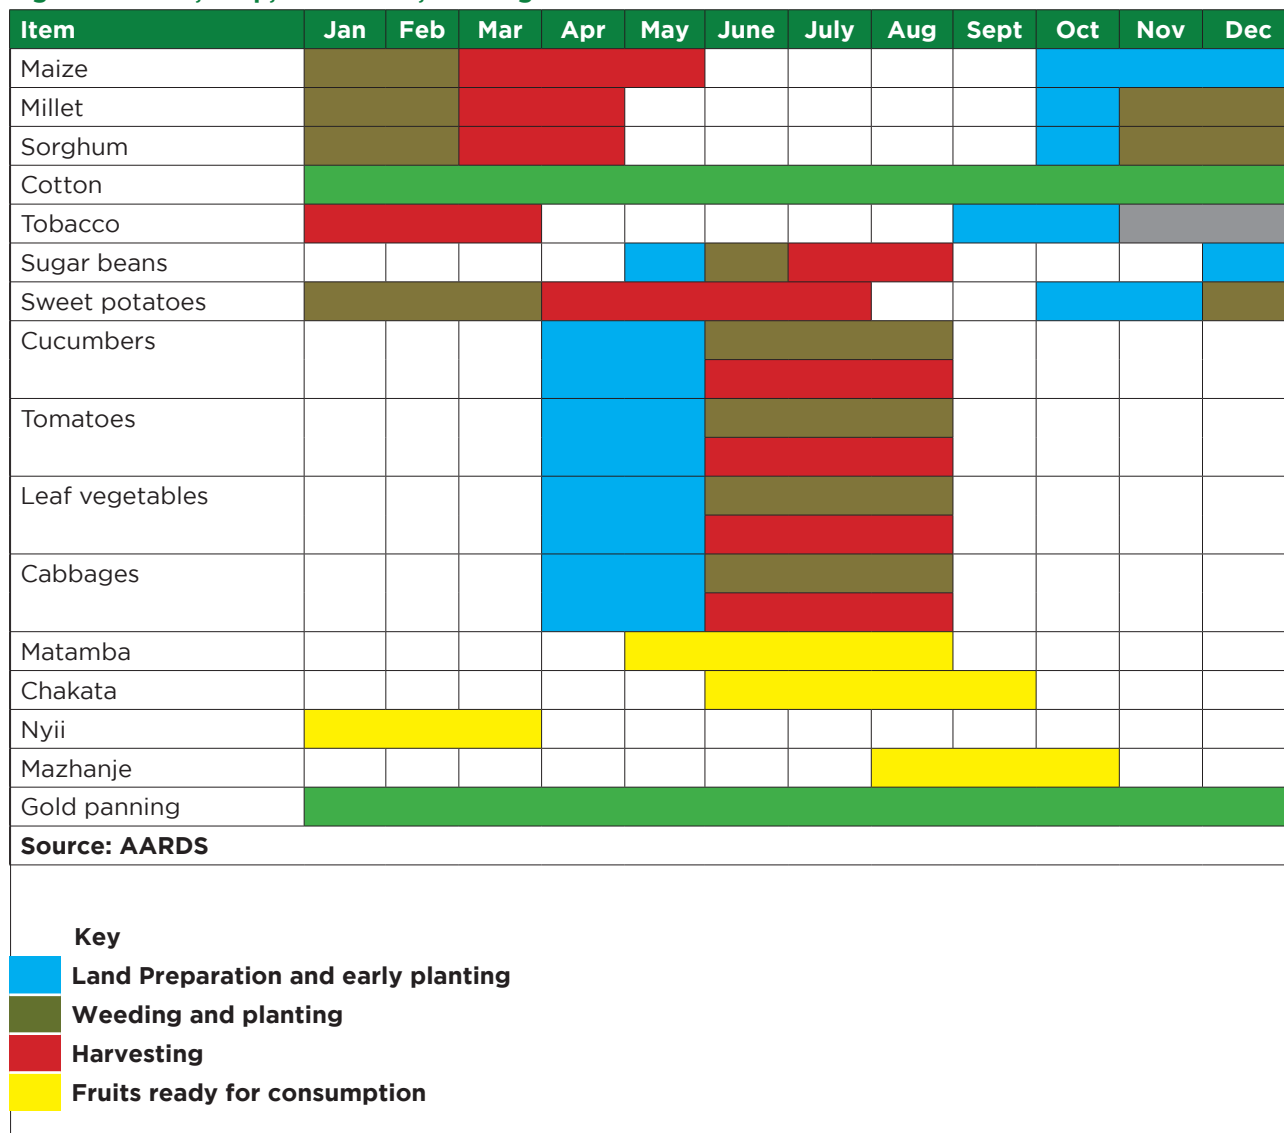 Item Jan Feb Mar Apr May June July Aug Sept Oct Nov Dec
Maize
Millet
Sorghum
Cotton
Tobacco
Sugar beans
Sweet potatoes
Cucumbers
Tomatoes
Leaf vegetables
Cabbages
Matamba
Chakata
Nyii
Mazhanje
Gold panning
Source: AARDS
Key
Land Preparation and early planting
Weeding and planting
Harvesting
Fruits ready for consumption